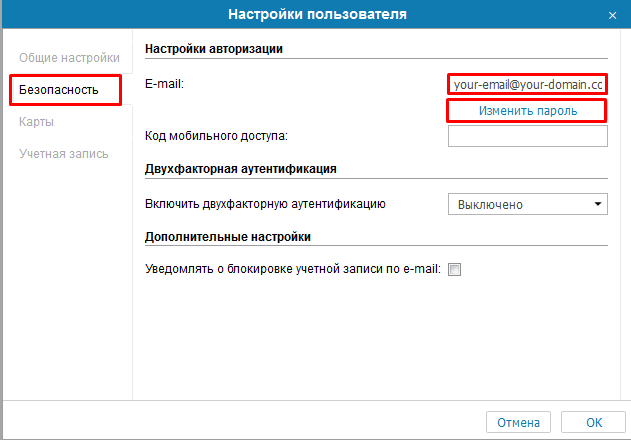 Настройки пользователя
Общие настройки
Безопасность
Карты
Учетная запись
Настройки авторизации
E-mail: your-email@your-domain.cc
Изменить пароль
Код мобильного доступа:
Двухфакторная аутентификация
Включить двухфакторную аутентификацию Выключено
Дополнительные настройки
Уведомлять о блокировке учетной записи по e-mail:
Отмена OK